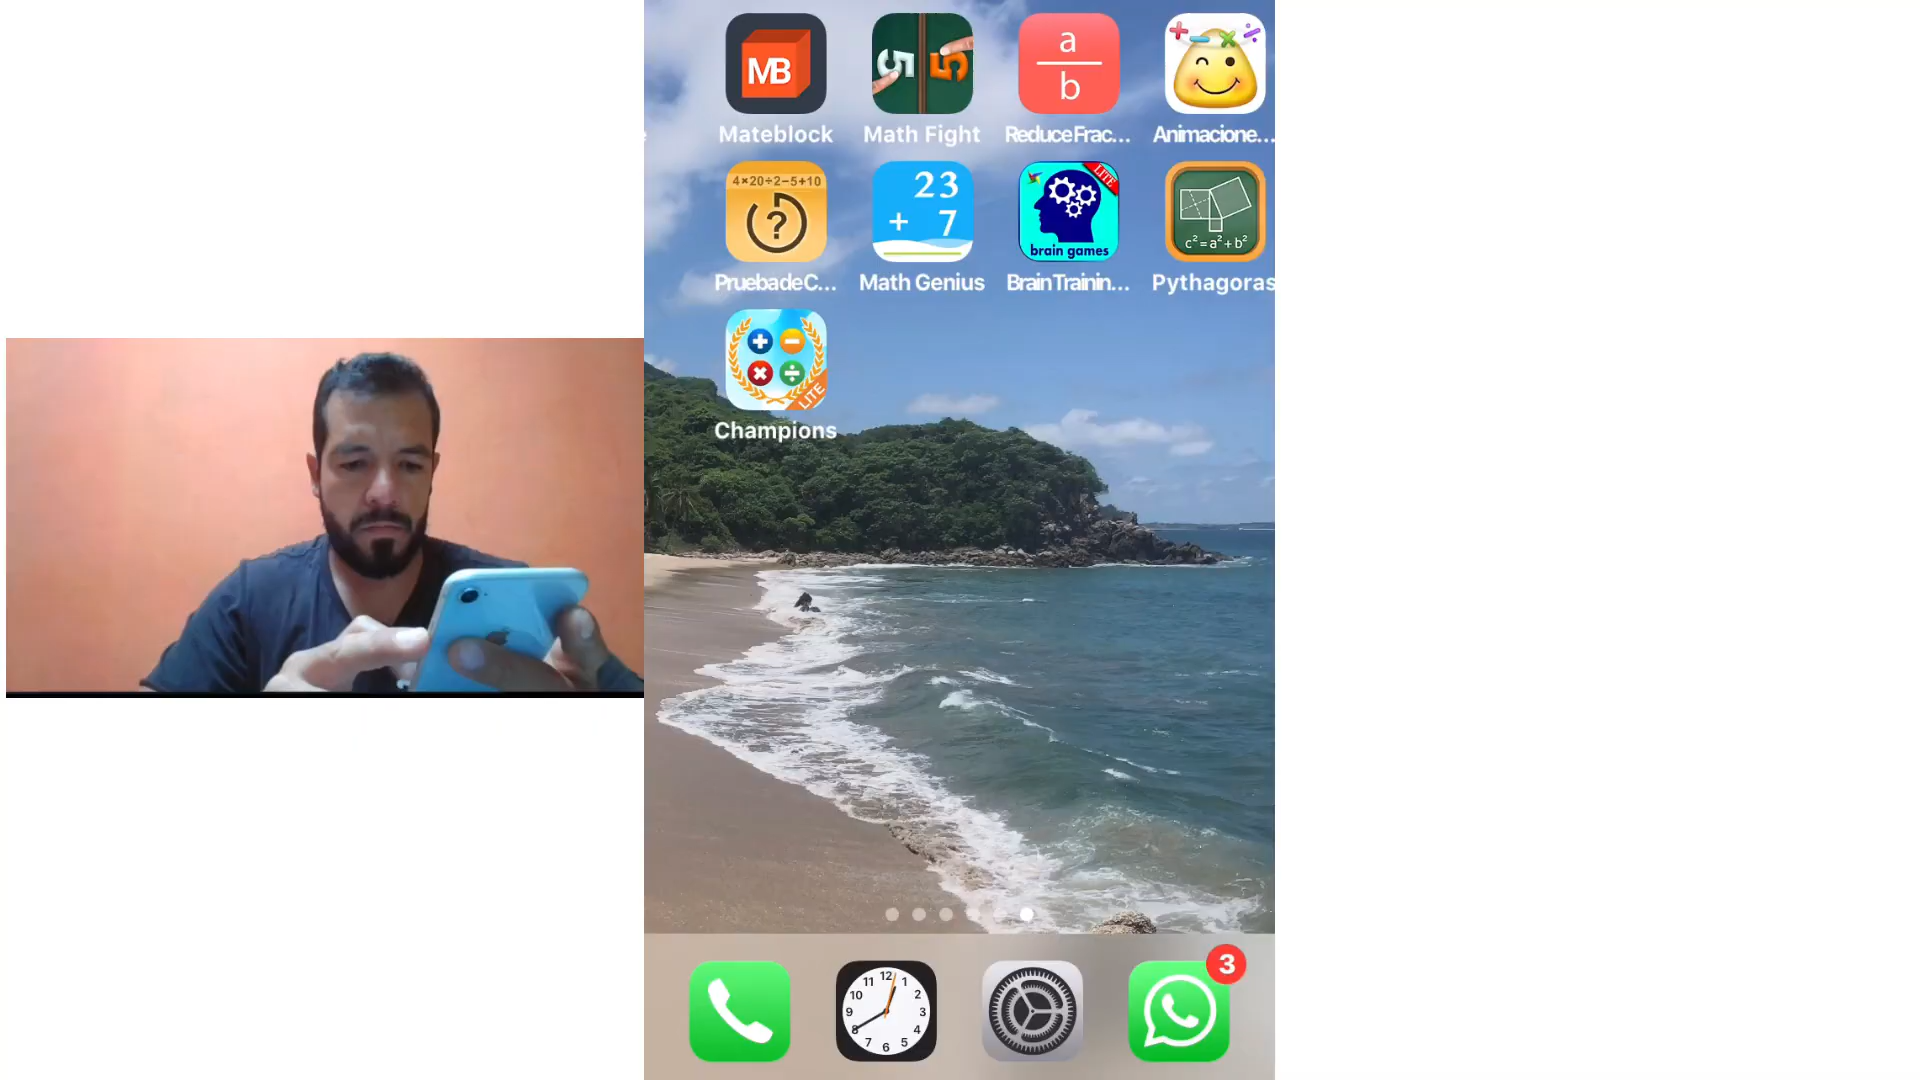 MB
5 5
a
b
Mateblock Math Fight ReduceFrac... Animacione...
4×20÷2−5+10
?
23
+ 7
LITE
brain games
c²=a²+b²
PruebadeC... Math Genius BrainTrainin... Pythagoras
LITE
Champions
3
12
1
2
3
4
5
6
7
8
9
10
11